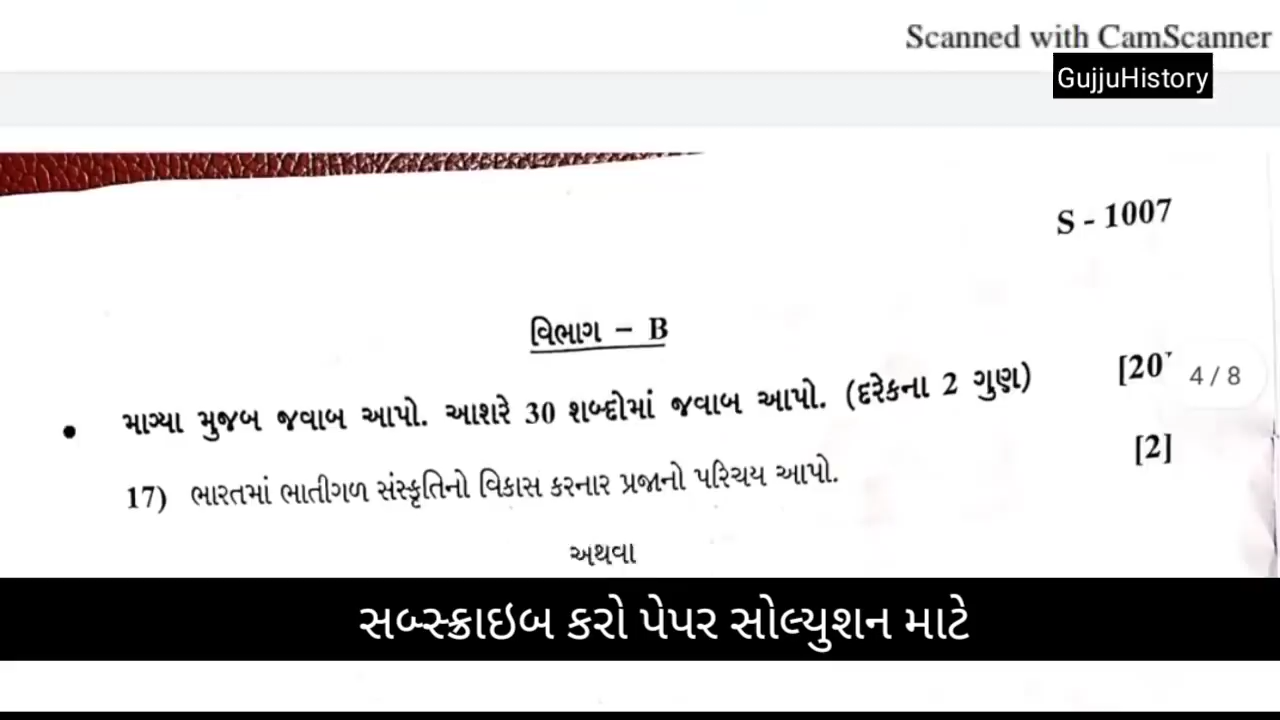 Scanned with CamScanner
GujjuHistory
S - 1007
વિભાગ – B
માગ્યા મુજબ જવાબ આપો. આશરે 30 શબ્દોમાં જવાબ આપો. (દરેકના 2 ગુણ) [20
4 / 8
17) ભારતમાં ભાતીગળ સંસ્કૃતિનો વિકાસ કરનાર પ્રજાનો પરિચય આપો. [2]
અથવા
સબ્સ્ક્રાઇબ કરો પેપર સોલ્યુશન માટે